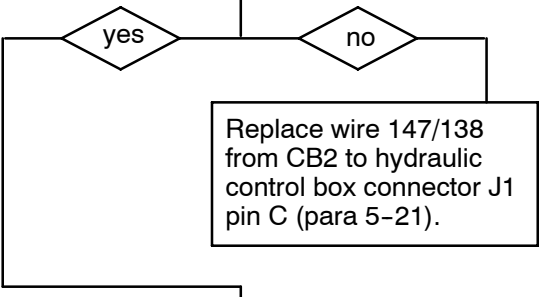 yes
no
Replace wire 147/138
from CB2 to hydraulic
control box connector J1
pin C (para 5-21).